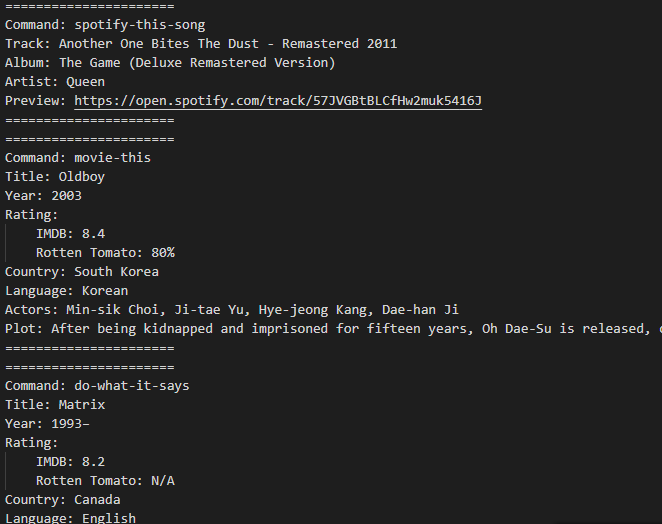 ======================
Command: spotify-this-song
Track: Another One Bites The Dust - Remastered 2011
Album: The Game (Deluxe Remastered Version)
Artist: Queen
Preview: https://open.spotify.com/track/57JVGBtBLCfHw2muk5416J
======================
======================
Command: movie-this
Title: Oldboy
Year: 2003
Rating:
    IMDB: 8.4
    Rotten Tomato: 80%
Country: South Korea
Language: Korean
Actors: Min-sik Choi, Ji-tae Yu, Hye-jeong Kang, Dae-han Ji
Plot: After being kidnapped and imprisoned for fifteen years, Oh Dae-Su is released,
======================
======================
Command: do-what-it-says
Title: Matrix
Year: 1993–
Rating:
    IMDB: 8.2
    Rotten Tomato: N/A
Country: Canada
Language: English